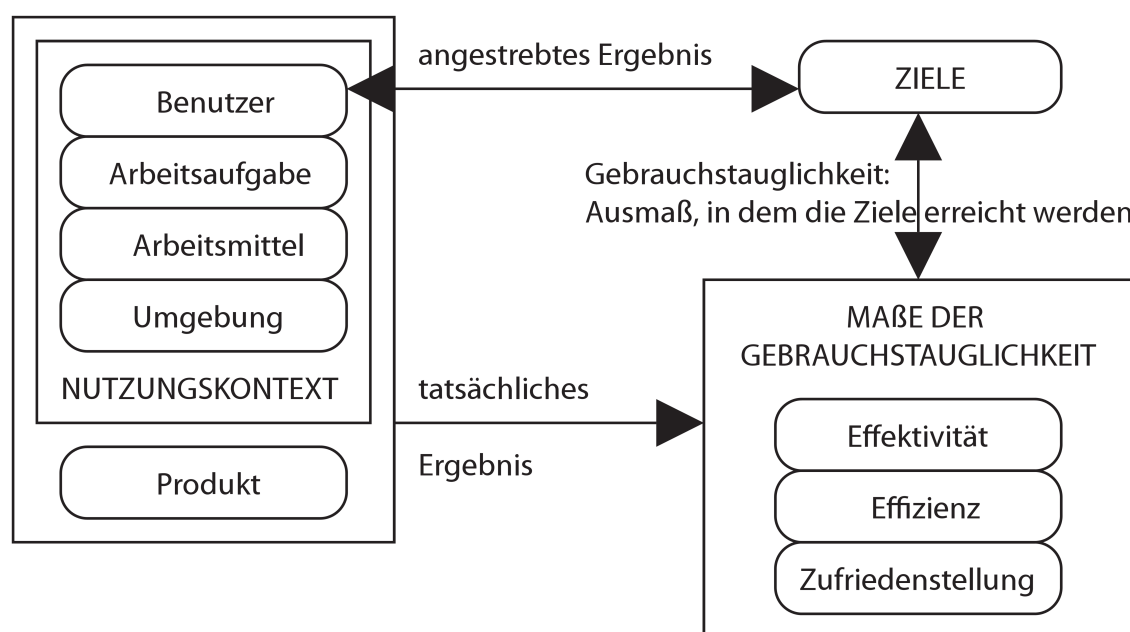 angestrebtes Ergebnis
ZIELE
Benutzer
Arbeitsaufgabe
Arbeitsmittel
Umgebung
NUTZUNGSKONTEXT
Produkt
Gebrauchstauglichkeit:
Ausmaß, in dem die Ziele erreicht werden
tatsächliches
Ergebnis
MAßE DER
GEBRAUCHSTAUGLICHKEIT
Effektivität
Effizienz
Zufriedenstellung